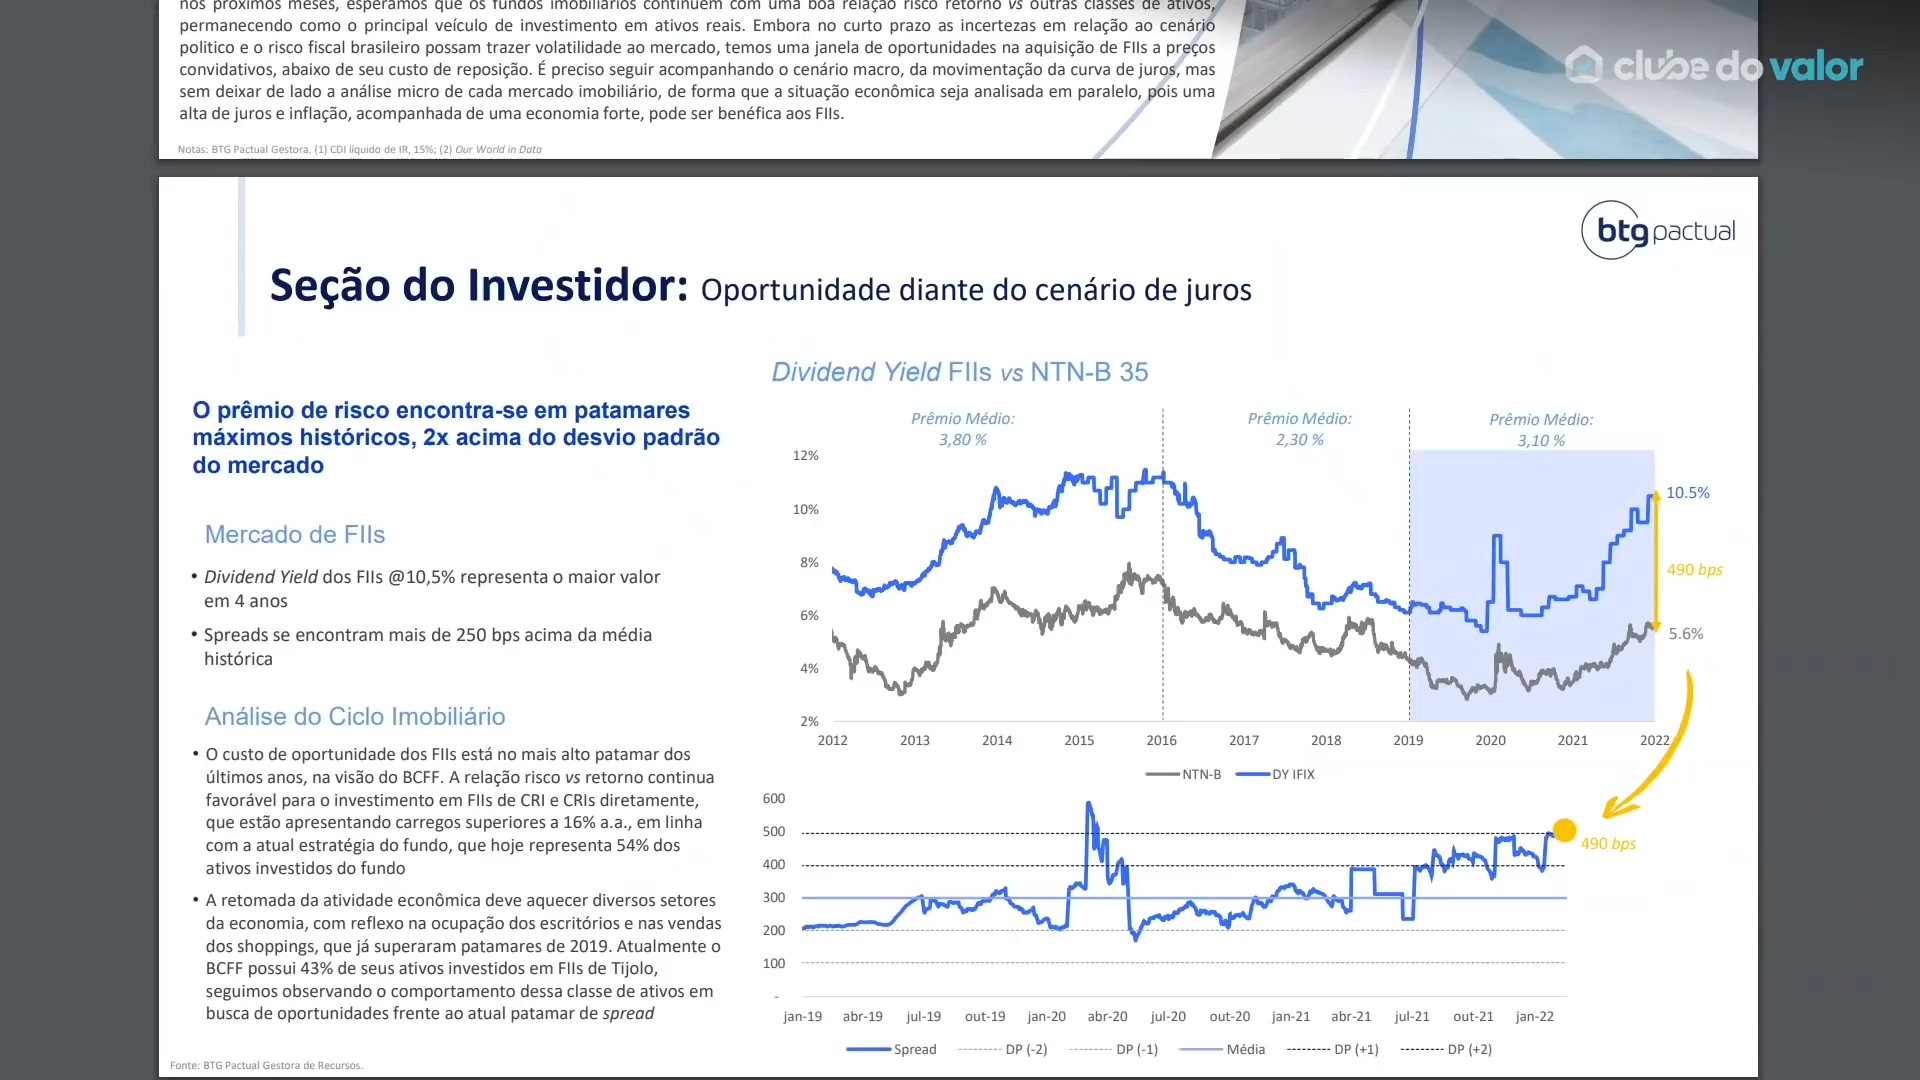 nos próximos meses, esperamos que os fundos imobiliários continuem com uma boa relação risco retorno vs outras classes de ativos,
permanecendo como o principal veículo de investimento em ativos reais. Embora no curto prazo as incertezas em relação ao cenário
politico e o risco fiscal brasileiro possam trazer volatilidade ao mercado, temos uma janela de oportunidades na aquisição de FIIs a preços
convidativos, abaixo de seu custo de reposição. É preciso seguir acompanhando o cenário macro, da movimentação da curva de juros, mas
sem deixar de lado a análise micro de cada mercado imobiliário, de forma que a situação econômica seja analisada em paralelo, pois uma
alta de juros e inflação, acompanhada de uma economia forte, pode ser benéfica aos FIIs.
Notas: BTG Pactual Gestora. (1) CDI líquido de IR, 15%; (2) Our World in Data
clube do valor
btg pactual
Seção do Investidor: Oportunidade diante do cenário de juros
O prêmio de risco encontra-se em patamares
máximos históricos, 2x acima do desvio padrão
do mercado
Mercado de FIIs
• Dividend Yield dos FIIs @10,5% representa o maior valor
em 4 anos
• Spreads se encontram mais de 250 bps acima da média
histórica
Análise do Ciclo Imobiliário
• O custo de oportunidade dos FIIs está no mais alto patamar dos
últimos anos, na visão do BCFF. A relação risco vs retorno continua
favorável para o investimento em FIIs de CRI e CRIs diretamente,
que estão apresentando carregos superiores a 16% a.a., em linha
com a atual estratégia do fundo, que hoje representa 54% dos
ativos investidos do fundo
• A retomada da atividade econômica deve aquecer diversos setores
da economia, com reflexo na ocupação dos escritórios e nas vendas
dos shoppings, que já superaram patamares de 2019. Atualmente o
BCFF possui 43% de seus ativos investidos em FIIs de Tijolo,
seguimos observando o comportamento dessa classe de ativos em
busca de oportunidades frente ao atual patamar de spread
Fonte: BTG Pactual Gestora de Recursos.
Dividend Yield FIIs vs NTN-B 35
Prêmio Médio:
3,80 %
Prêmio Médio:
2,30 %
Prêmio Médio:
3,10 %
12%
10%
8%
6%
4%
2%
10.5%
490 bps
5.6%
2012 2013 2014 2015 2016 2017 2018 2019 2020 2021 2022
NTN-B DY IFIX
600
500
400
300
200
100
-
490 bps
jan-19 abr-19 jul-19 out-19 jan-20 abr-20 jul-20 out-20 jan-21 abr-21 jul-21 out-21 jan-22
Spread DP (-2) DP (-1) Média DP (+1) DP (+2)